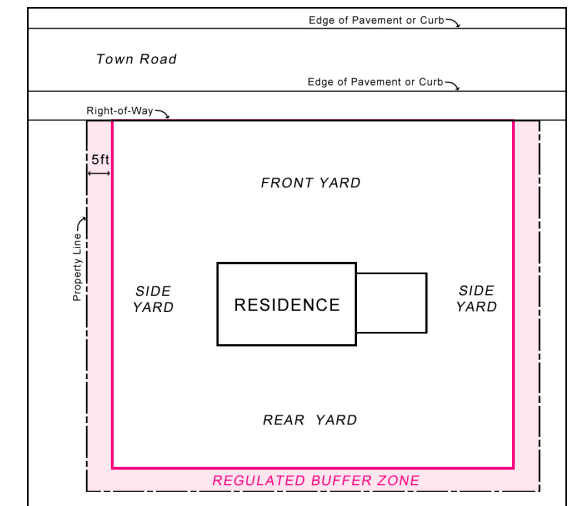 Edge of Pavement or Curb
Town Road
Edge of Pavement or Curb
Right-of-Way
5ft
FRONT YARD
Property Line
SIDE
YARD
RESIDENCE
SIDE
YARD
REAR YARD
REGULATED BUFFER ZONE